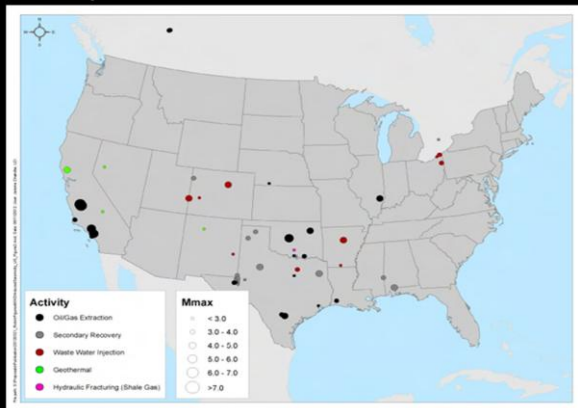 Activity
Oil/Gas Extraction
Secondary Recovery
Waste Water Injection
Geothermal
Hydraulic Fracturing (Shale Gas)
Mmax
< 3.0
3.0 - 4.0
4.0 - 5.0
5.0 - 6.0
6.0 - 7.0
>7.0